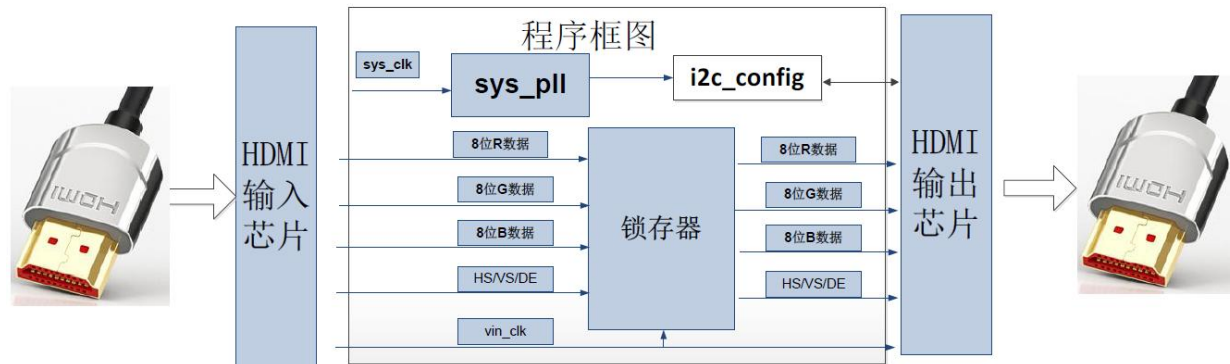 程序框图
sys_clk
sys_pll
i2c_config
HDMI
输入
芯片
8位R数据
8位G数据
8位B数据
HS/VS/DE
vin_clk
锁存器
8位R数据
8位G数据
8位B数据
HS/VS/DE
HDMI
输出
芯片
HDMI
HDMI